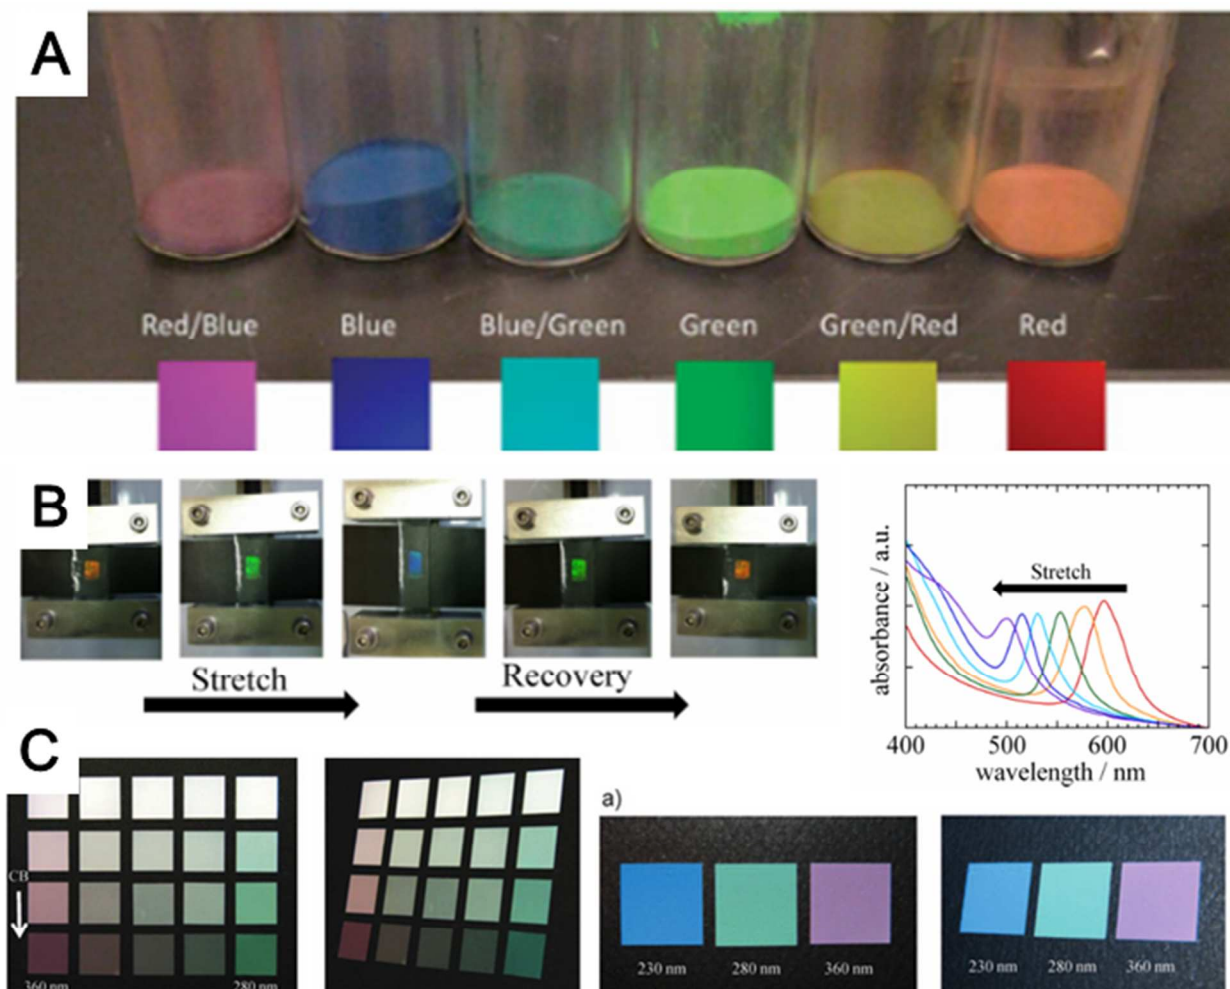 A
Red/Blue Blue Blue/Green Green Green/Red Red
B
Stretch
Recovery
absorbance / a.u.
Stretch
400 500 600 700
wavelength / nm
C
CB
360 nm 280 nm
a)
230 nm 280 nm 360 nm
230 nm 280 nm 360 nm